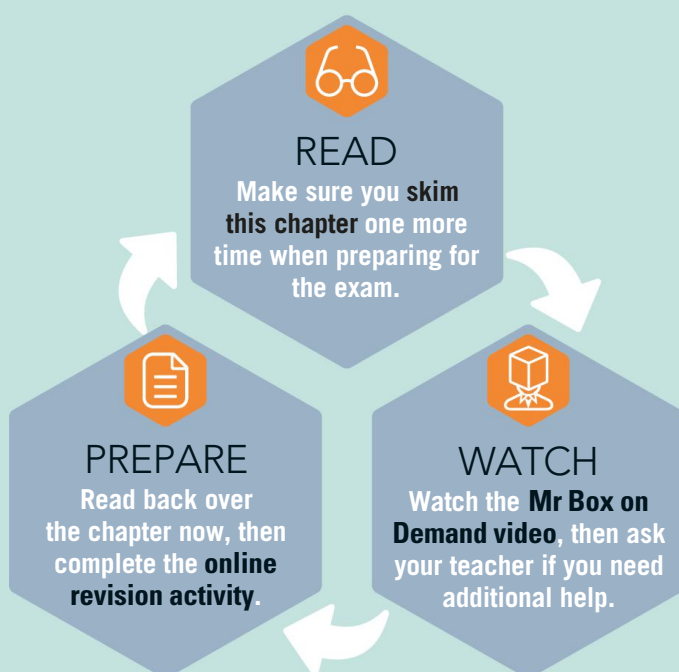 READ
Make sure you skim
this chapter one more
time when preparing for
the exam.
PREPARE
Read back over
the chapter now, then
complete the online
revision activity.
WATCH
Watch the Mr Box on
Demand video, then ask
your teacher if you need
additional help.